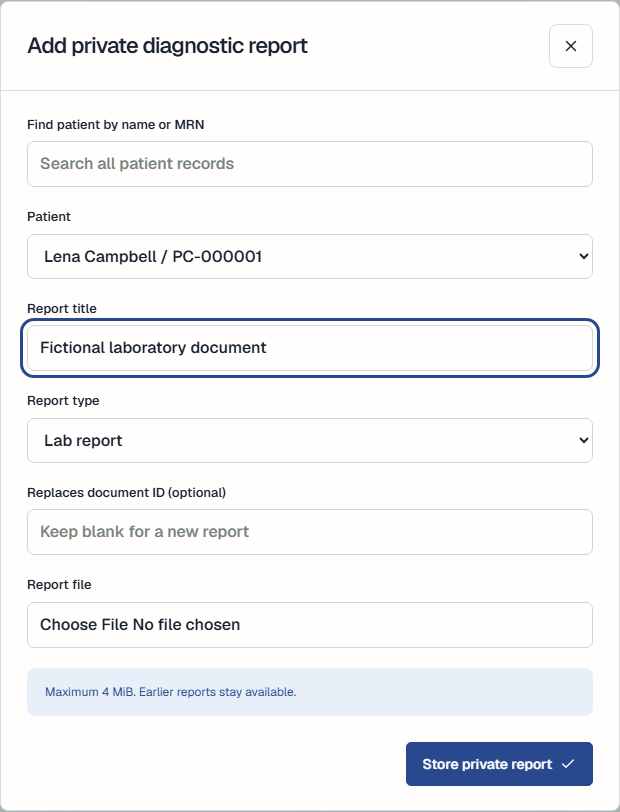 Add private diagnostic report
Find patient by name or MRN
Search all patient records
Patient
Lena Campbell / PC-000001
Report title
Fictional laboratory document
Report type
Lab report
Replaces document ID (optional)
Keep blank for a new report
Report file
Choose File No file chosen
Maximum 4 MiB. Earlier reports stay available.
Store private report